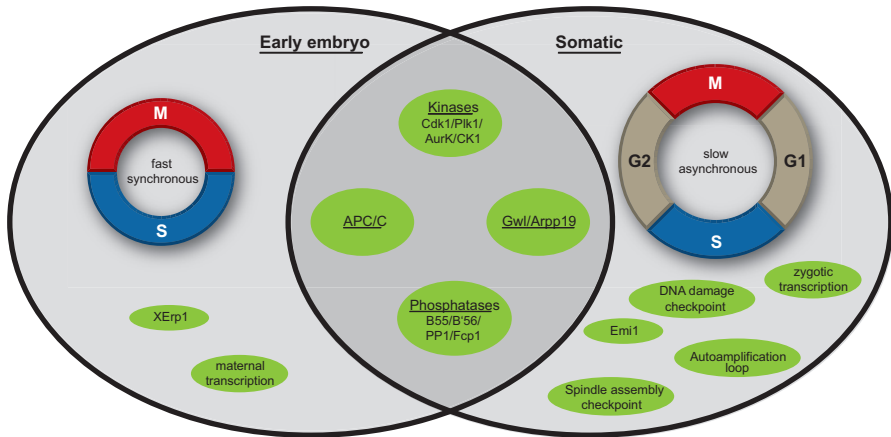 Early embryo
M
fast
synchronous
S
XErp1
maternal
transcription
Kinases
Cdk1/Plk1/
AurK/CK1
APC/C
Gwl/Arpp19
Phosphatases
B55/B'56/
PP1/Fcp1
Somatic
M
G2
slow
asynchronous
G1
S
zygotic
transcription
DNA damage
checkpoint
Emi1
Autoamplification
loop
Spindle assembly
checkpoint